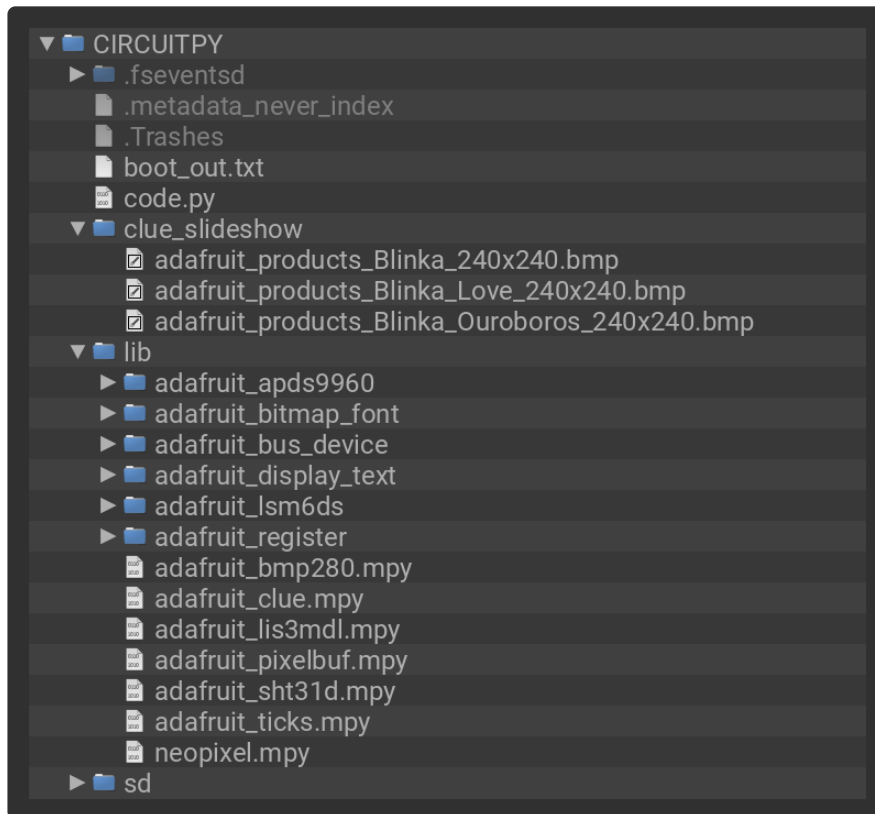 CIRCUITPY
.fseventsd
.metadata_never_index
.Trashes
boot_out.txt
code.py
clue_slideshow
adafruit_products_Blinka_240x240.bmp
adafruit_products_Blinka_Love_240x240.bmp
adafruit_products_Blinka_Ouroboros_240x240.bmp
lib
adafruit_apds9960
adafruit_bitmap_font
adafruit_bus_device
adafruit_display_text
adafruit_lsm6ds
adafruit_register
adafruit_bmp280.mpy
adafruit_clue.mpy
adafruit_lis3mdl.mpy
adafruit_pixelbuf.mpy
adafruit_sht31d.mpy
adafruit_ticks.mpy
neopixel.mpy
sd